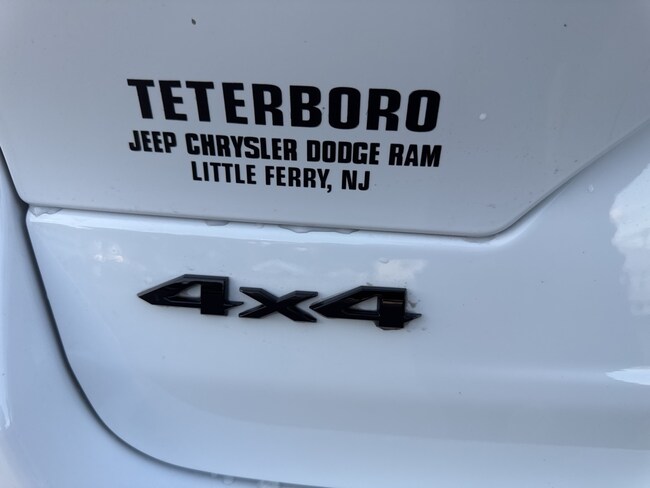 TETERBORO
JEEP CHRYSLER DODGE RAM
LITTLE FERRY, NJ
4x4